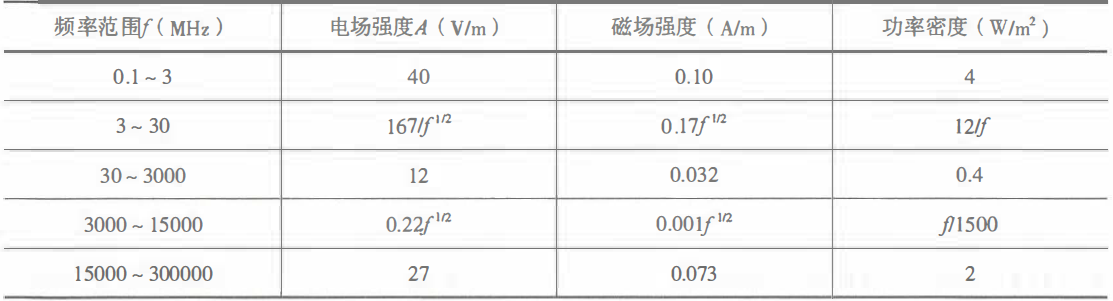 频率范围f（MHz） 电场强度A（V/m） 磁场强度（A/m） 功率密度（W/m²）
0.1~3 40 0.10 4
3~30 167/f^1/2 0.17f^1/2 12/f
30~3000 12 0.032 0.4
3000~15000 0.22f^1/2 0.001f^1/2 f/1500
15000~300000 27 0.073 2